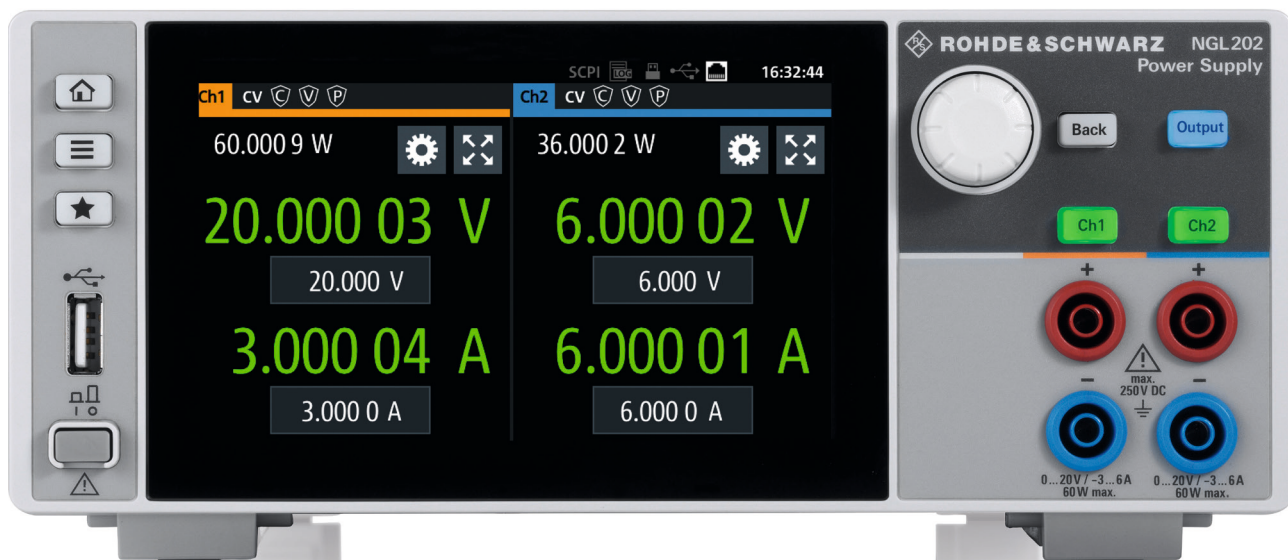 ROHDE&SCHWARZ NGL202
Power Supply
SCPI LOG 16:32:44
Ch1 CV C V P
Ch2 CV C V P
60.000 9 W
36.000 2 W
20.000 03 V
6.000 02 V
20.000 V
6.000 V
3.000 04 A
6.000 01 A
3.000 0 A
6.000 0 A
Back
Output
Ch1
Ch2
+
+
-
-
max.
250 V DC
0...20V / -3...6A
60W max.
0...20V / -3...6A
60W max.